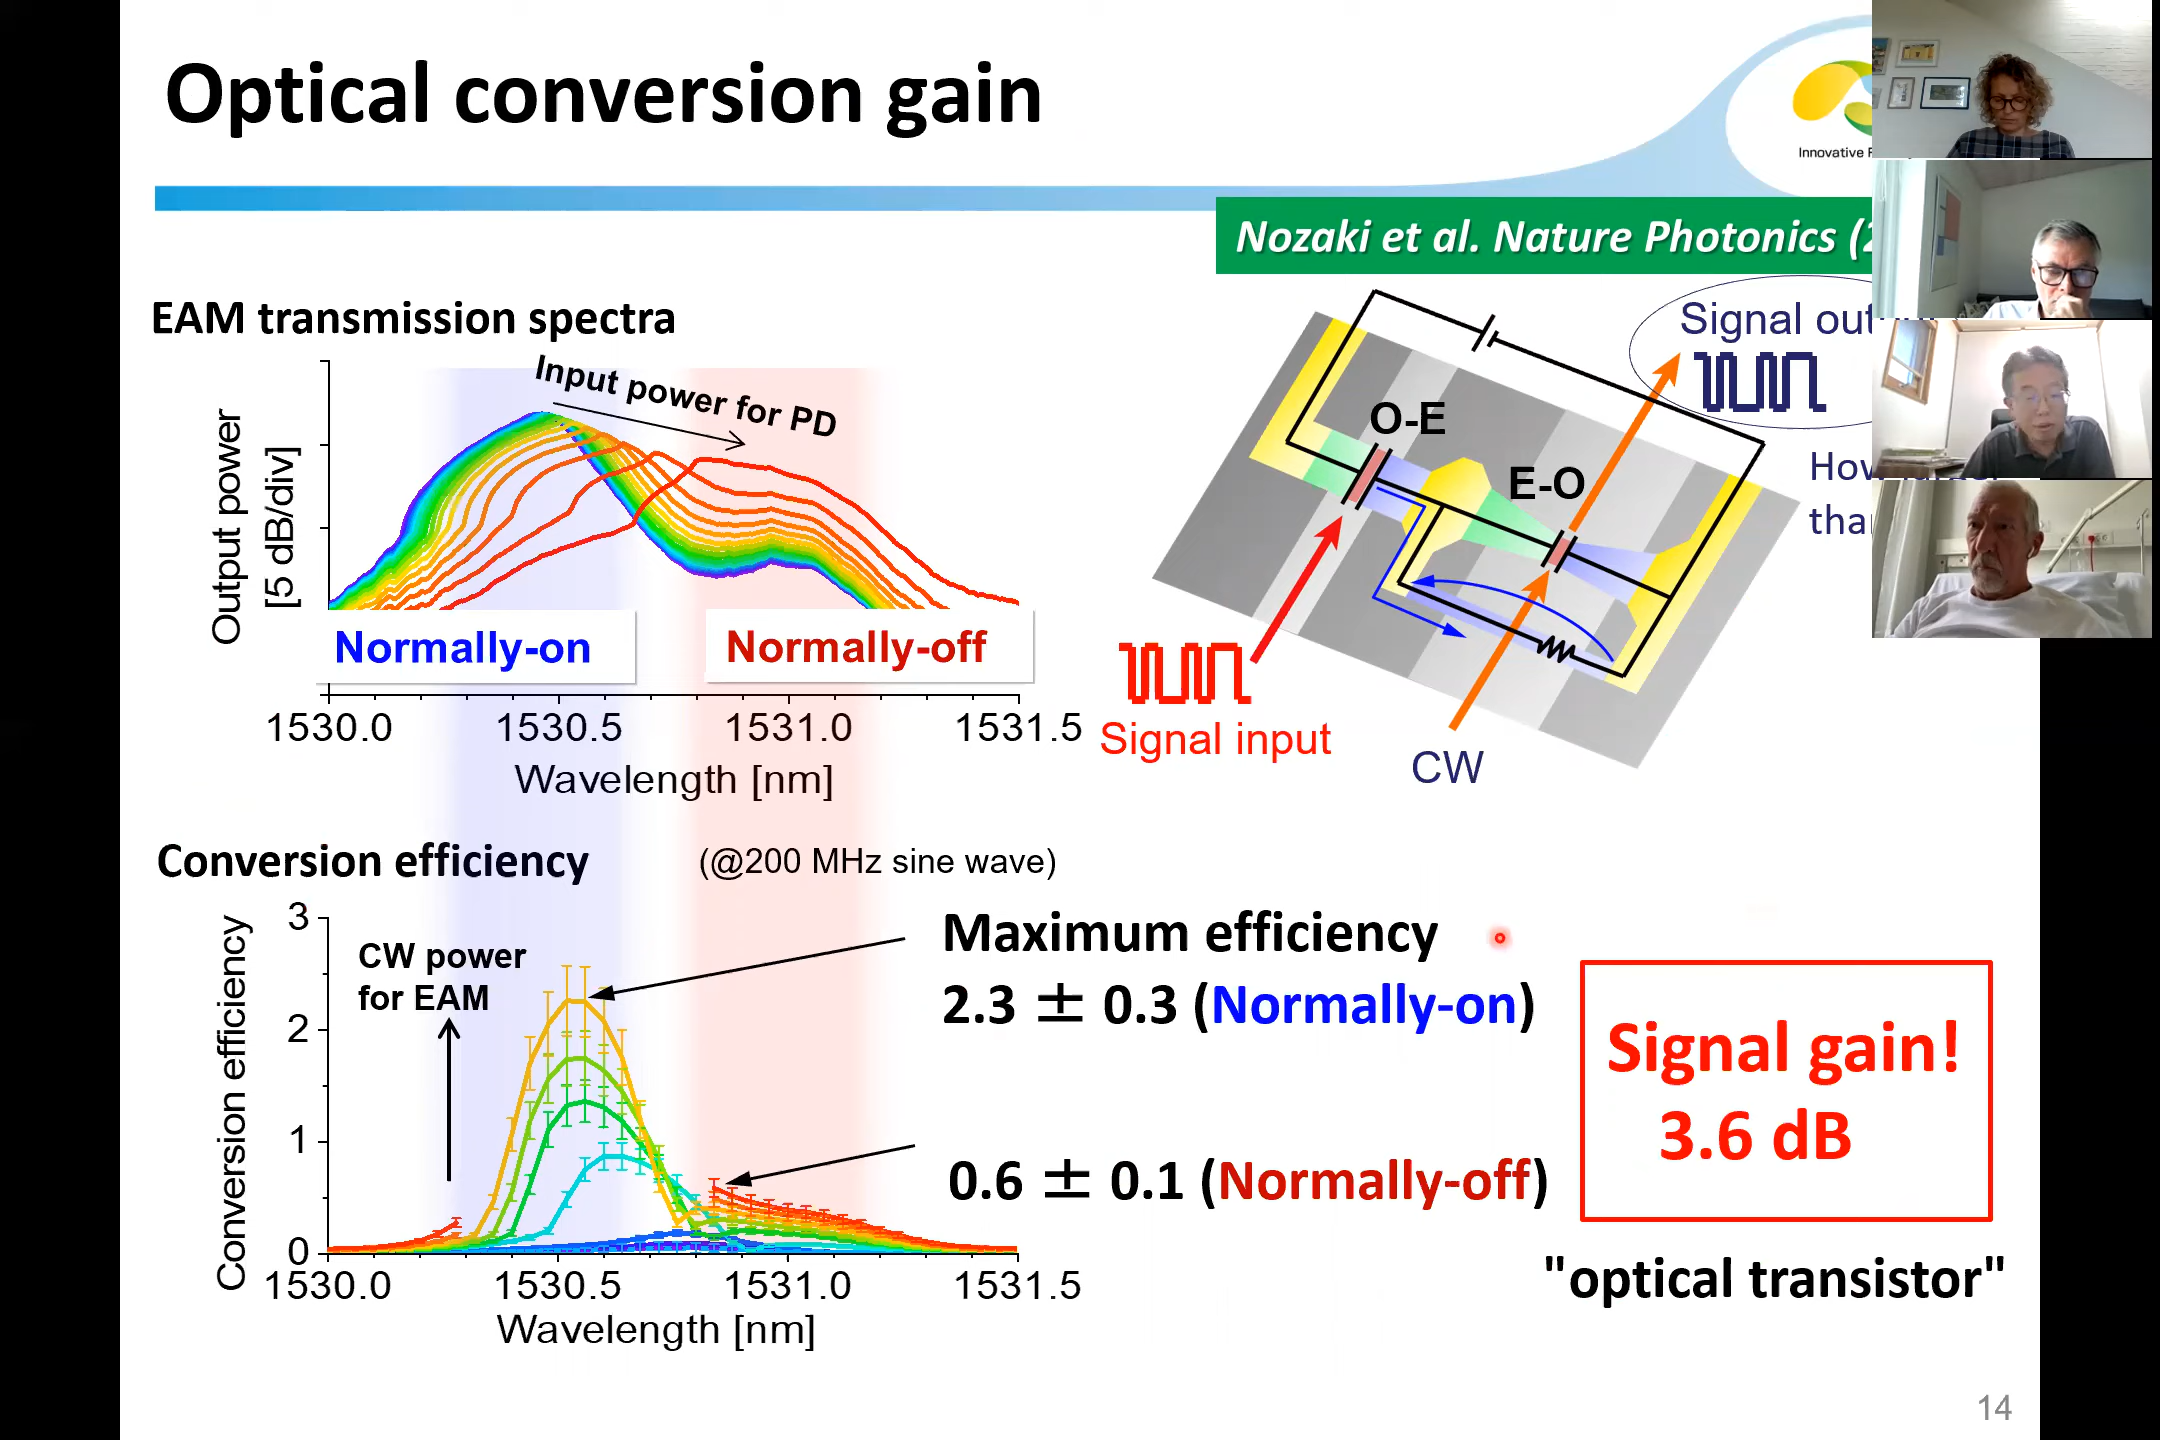 Optical conversion gain
Innovative
Nozaki et al. Nature Photonics (2
EAM transmission spectra
Input power for PD
Output power
[5 dB/div]
Normally-on
Normally-off
1530.0 1530.5 1531.0 1531.5
Wavelength [nm]
Signal out
O-E
E-O
Signal input
CW
Conversion efficiency
(@200 MHz sine wave)
Conversion efficiency
3
2
1
0
CW power
for EAM
1530.0 1530.5 1531.0 1531.5
Wavelength [nm]
Maximum efficiency
2.3 ± 0.3 (Normally-on)
0.6 ± 0.1 (Normally-off)
Signal gain!
3.6 dB
"optical transistor"
14